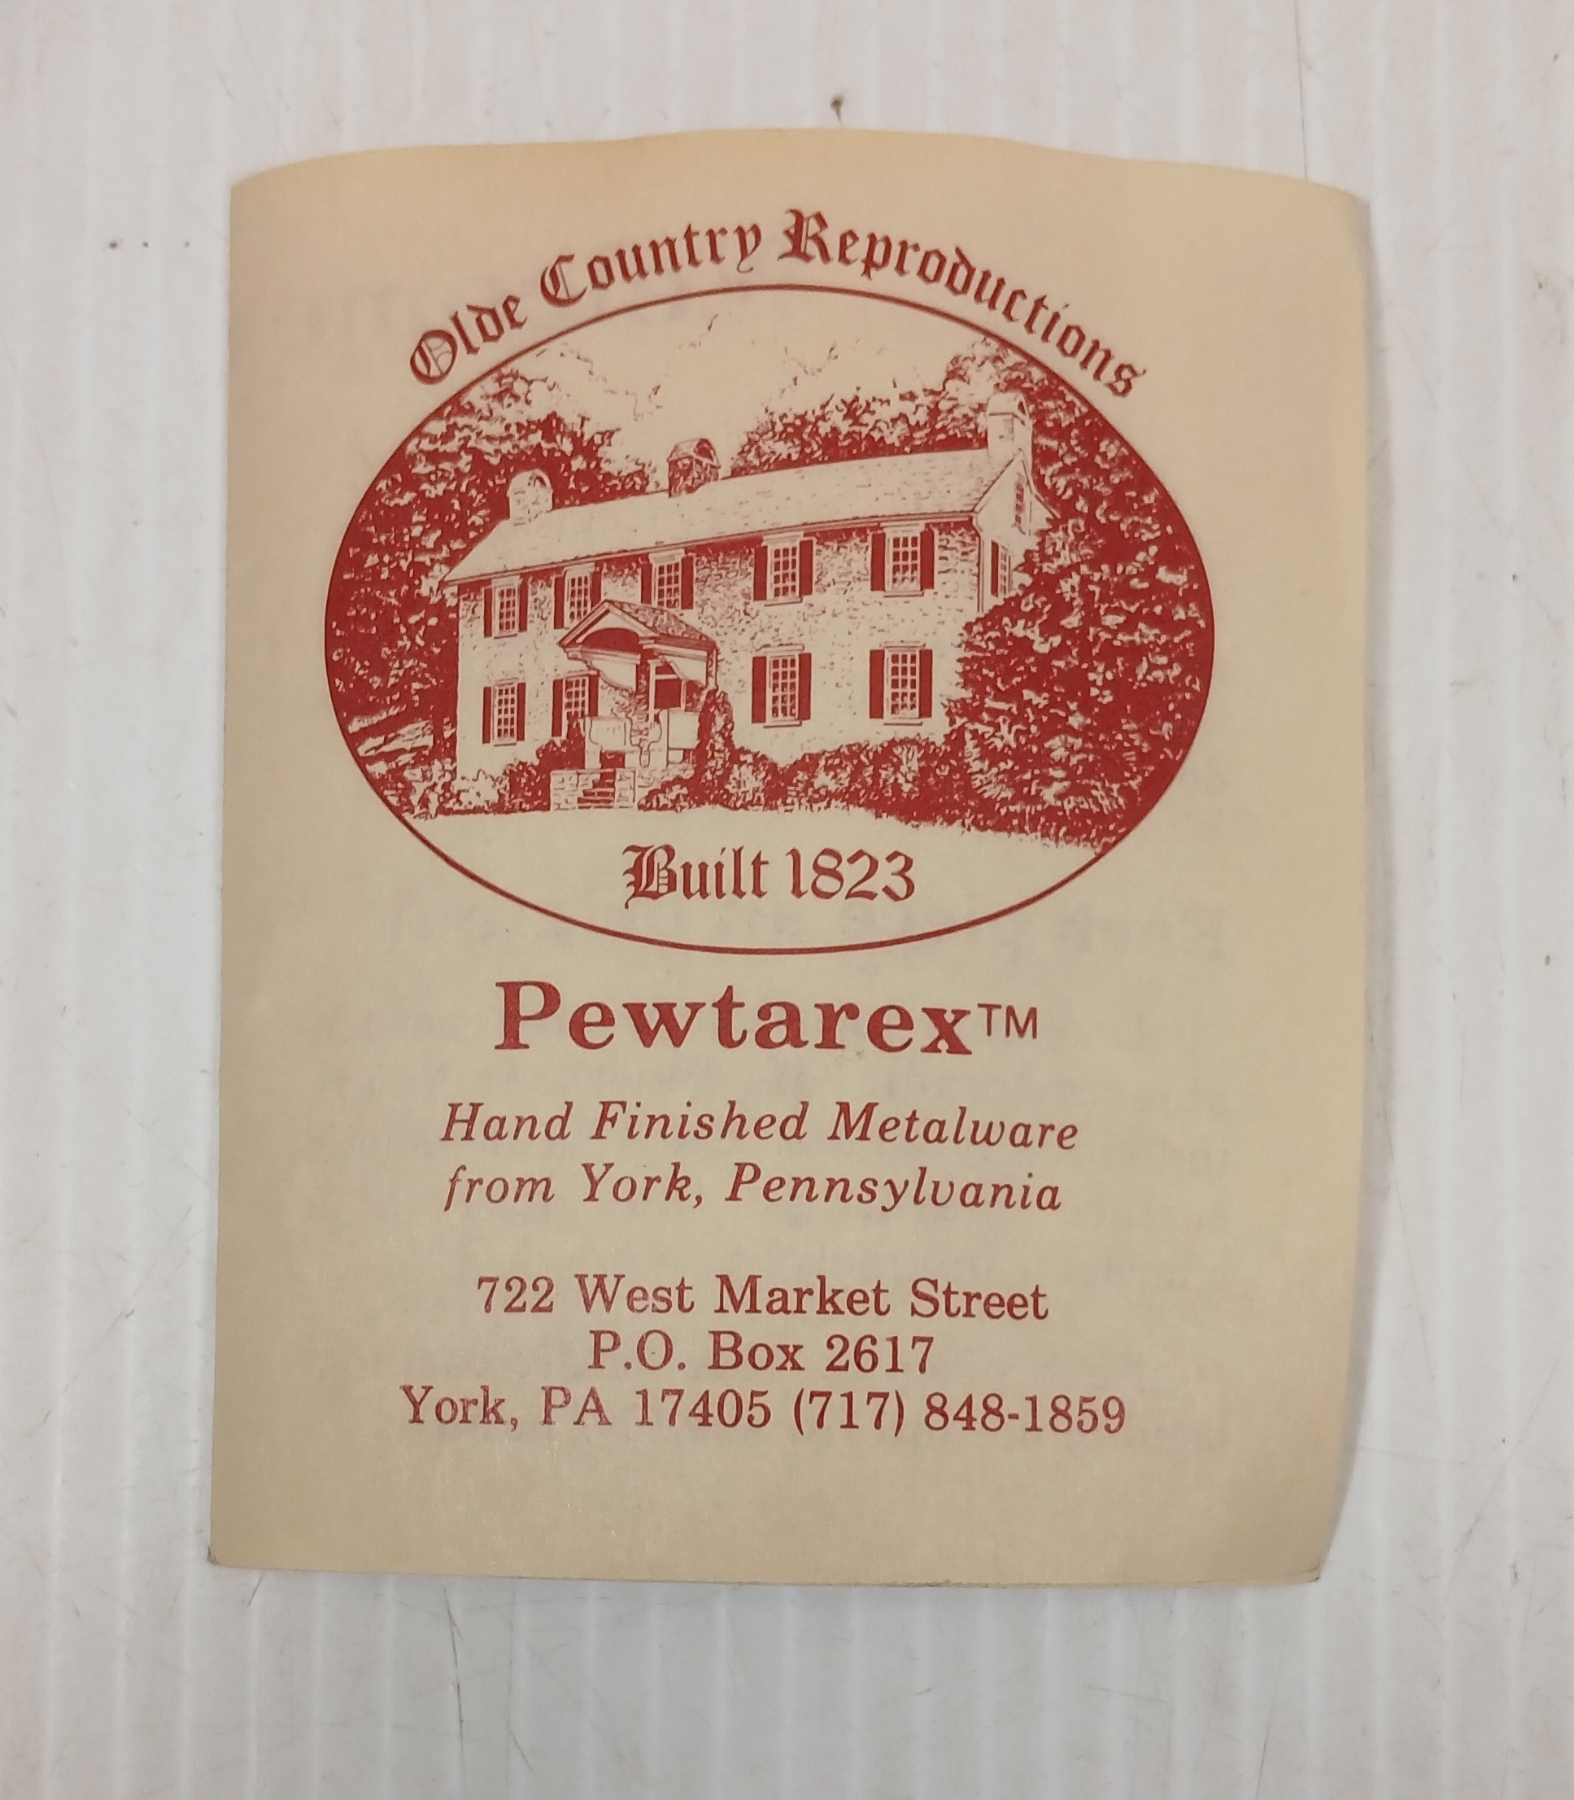 Olde Country Reproductions
Built 1823
Pewtarex™
Hand Finished Metalware
from York, Pennsylvania
722 West Market Street
P.O. Box 2617
York, PA 17405 (717) 848-1859